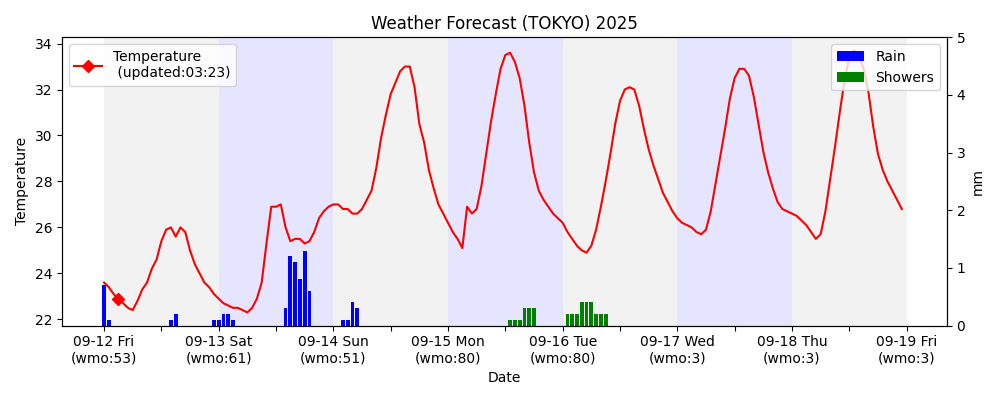 Weather Forecast (TOKYO) 2025
Temperature
(updated:03:23)
Rain
Showers
34
32
30
28
26
24
22
Temperature
5
4
3
2
1
0
mm
09-12 Fri 09-13 Sat 09-14 Sun 09-15 Mon 09-16 Tue 09-17 Wed 09-18 Thu 09-19 Fri
(wmo:53) (wmo:61) (wmo:51) (wmo:80) (wmo:80) (wmo:3) (wmo:3) (wmo:3)
Date